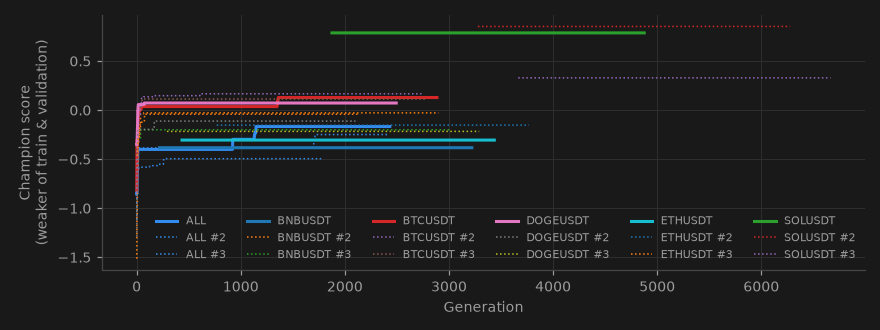 Champion score
(weaker of train & validation)
0.5
0.0
−0.5
−1.0
−1.5
ALL BNBUSDT BTCUSDT DOGEUSDT ETHUSDT SOLUSDT
ALL #2 BNBUSDT #2 BTCUSDT #2 DOGEUSDT #2 ETHUSDT #2 SOLUSDT #2
ALL #3 BNBUSDT #3 BTCUSDT #3 DOGEUSDT #3 ETHUSDT #3 SOLUSDT #3
0 1000 2000 3000 4000 5000 6000
Generation